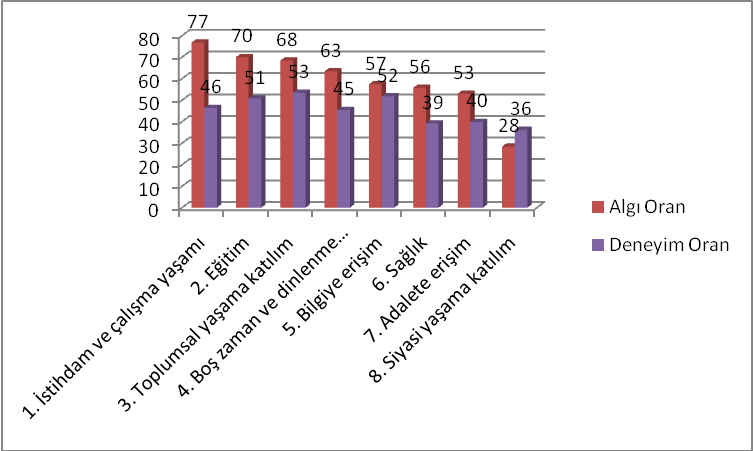 77
70
68
63
57
56
53
28
46
51
53
45
52
39
40
36
80
70
60
50
40
30
20
10
0
1. İstihdam ve çalışma yaşamı
2. Eğitim
3. Toplumsal yaşama katılım
4. Boş zaman ve dinlenme...
5. Bilgiye erişim
6. Sağlık
7. Adalete erişim
8. Siyasi yaşama katılım
Algı Oran
Deneyim Oran